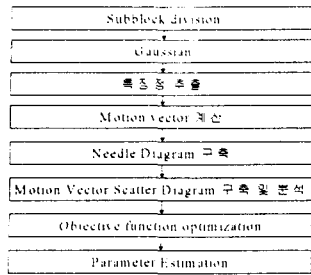 Subblock division
Gaussian
특징점 추출
Motion vector 계산
Needle Diagram 구축
Motion Vector Scatter Diagram 구축 및 분석
Objective function optimization
Parameter Estimation